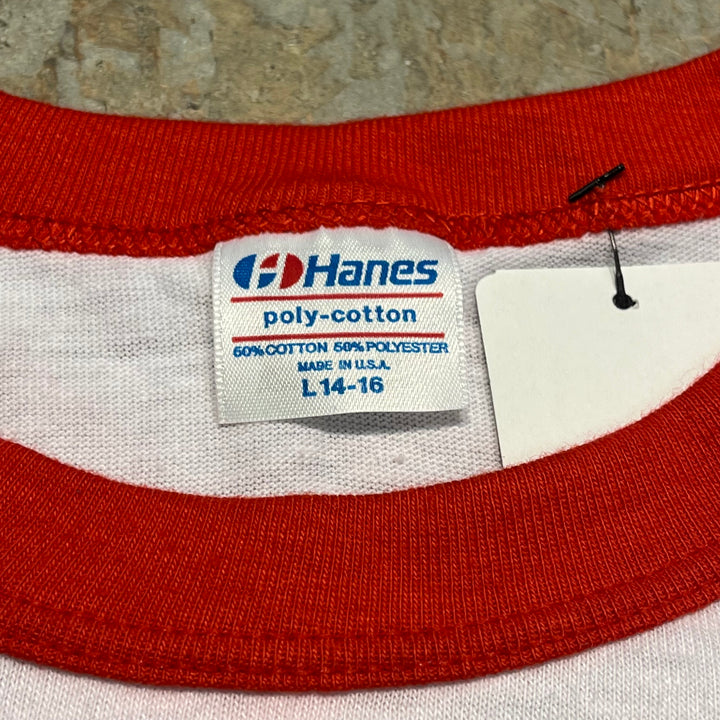 Hanes
poly-cotton
50% COTTON 50% POLYESTER
MADE IN U.S.A.
L 14-16